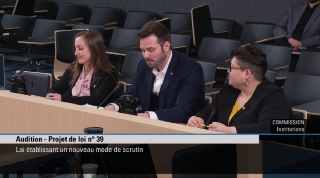 COMMISSION
Institutions
Audition - Projet de loi n° 39
Loi établissant un nouveau mode de scrutin